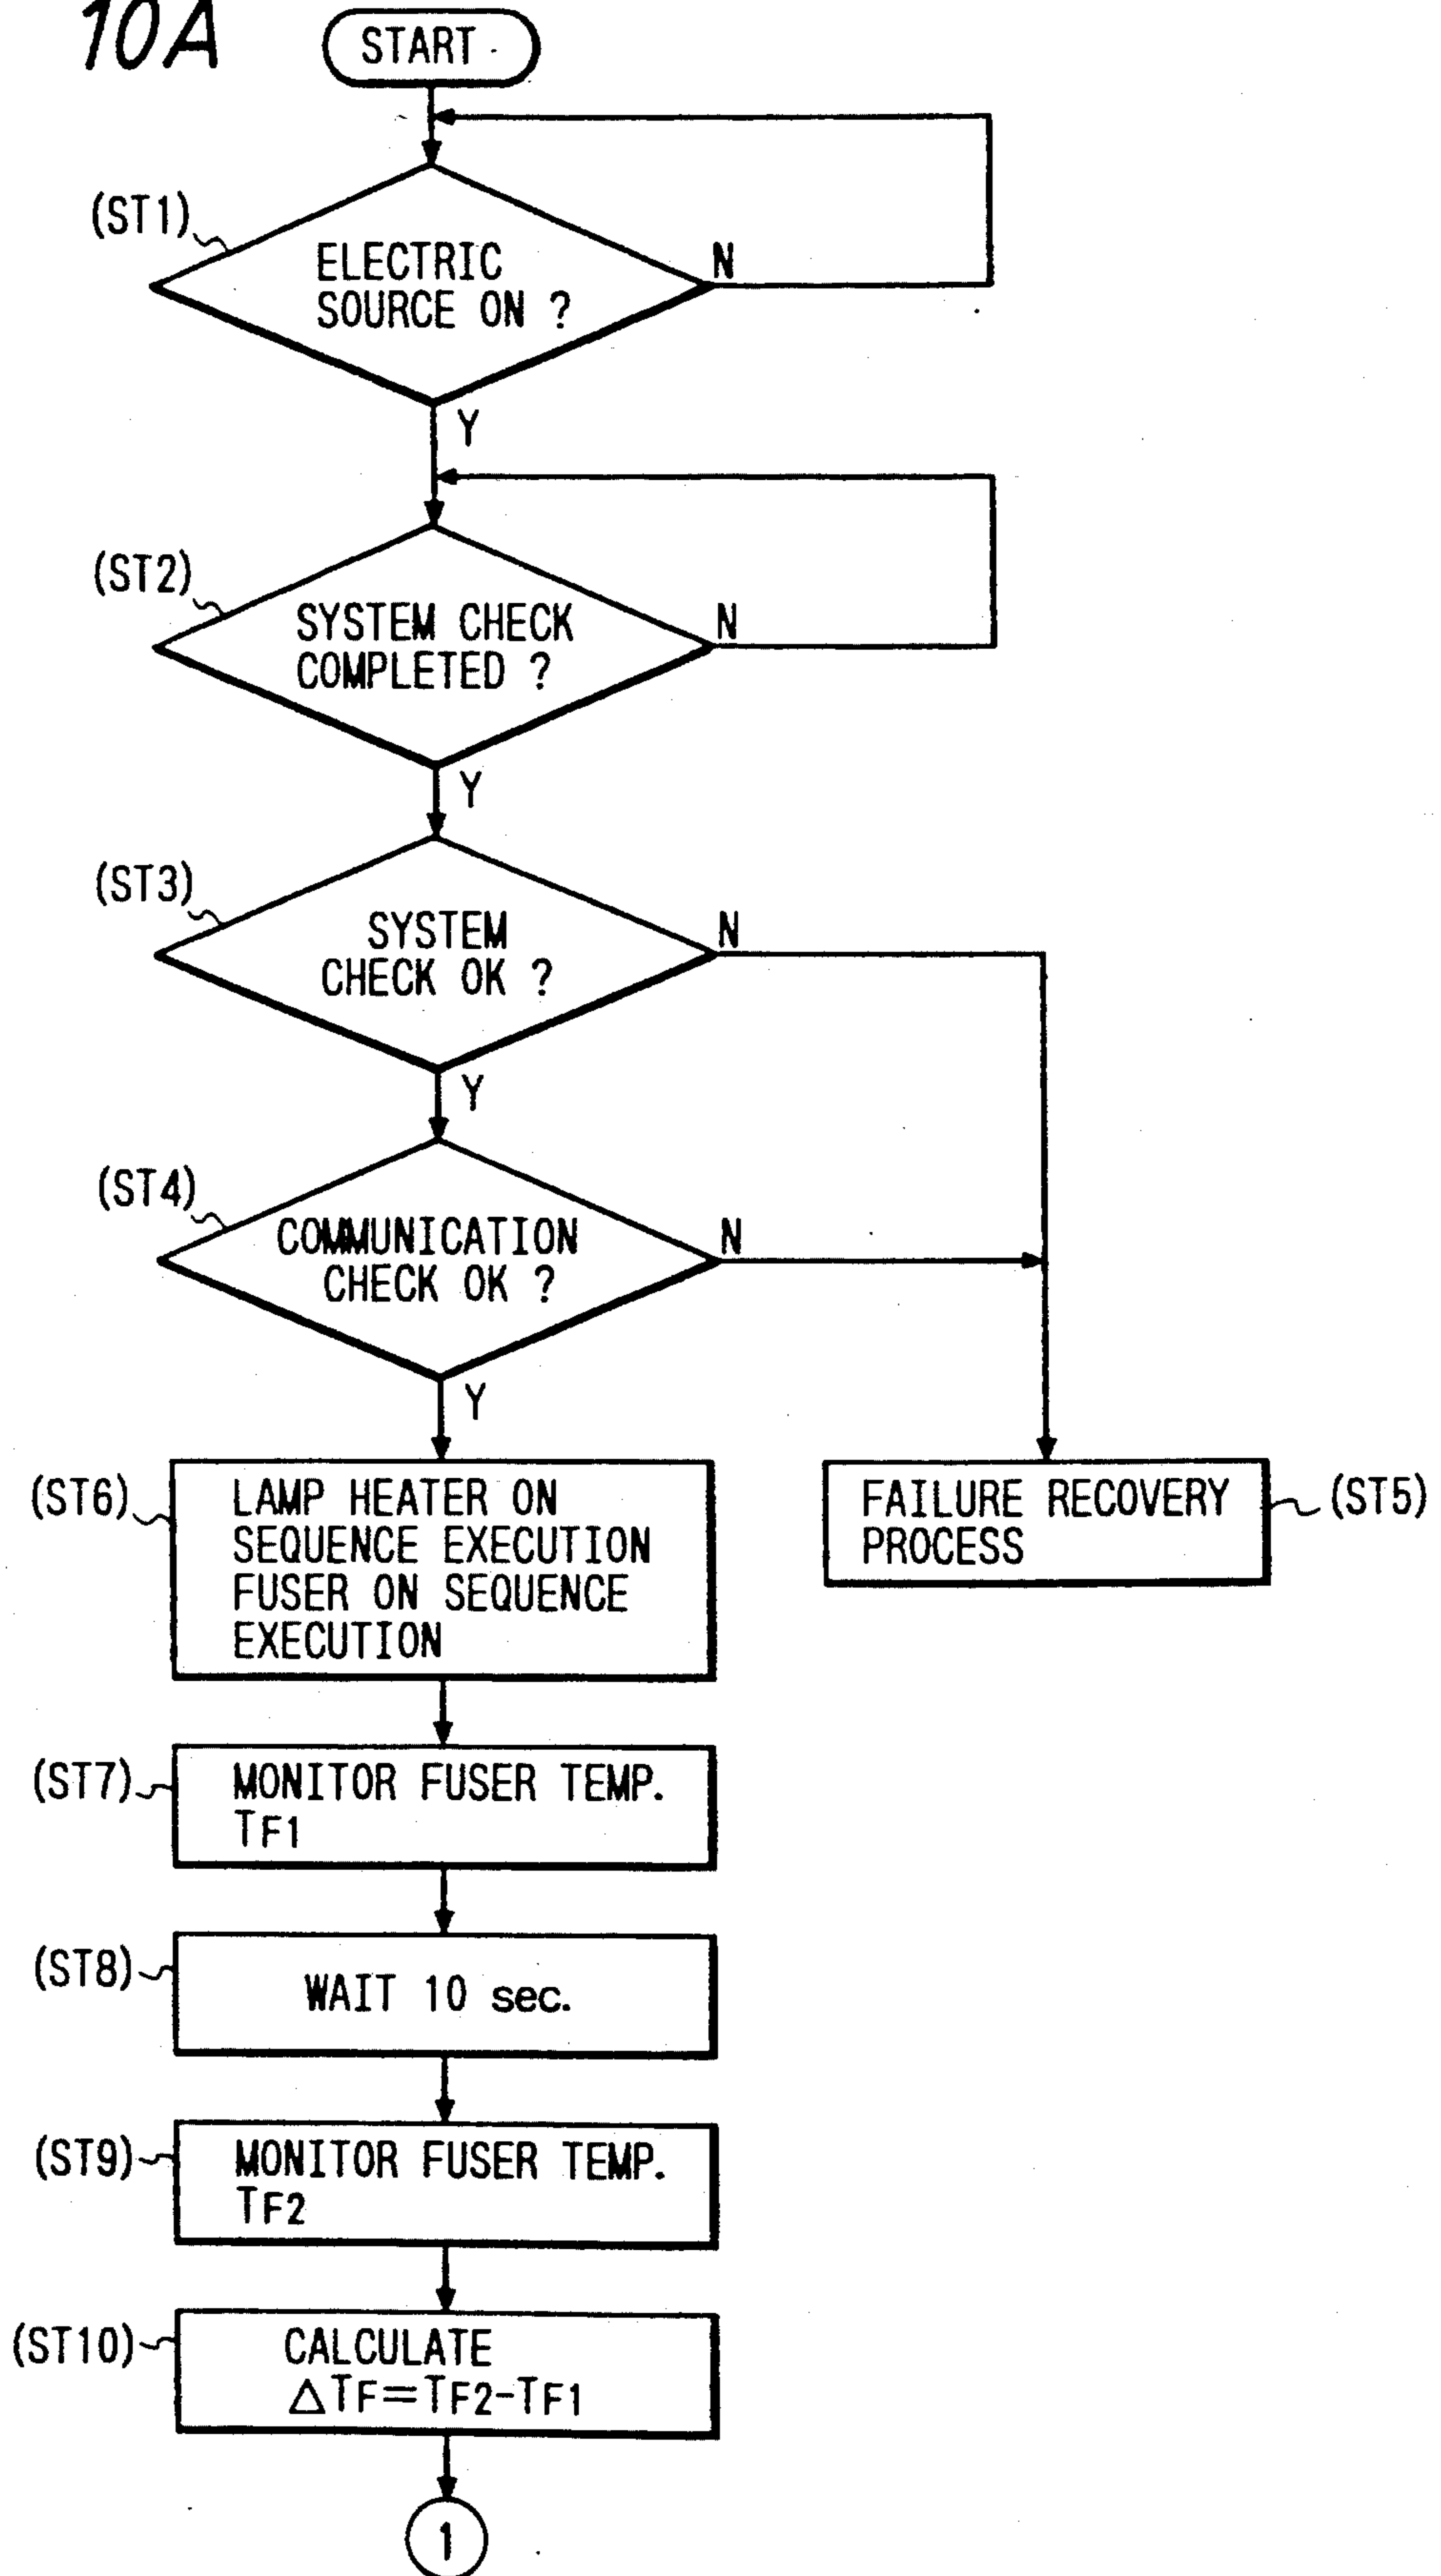 10A
START
(ST1)
ELECTRIC
SOURCE ON ?
N
Y
(ST2)
SYSTEM CHECK
COMPLETED ?
N
Y
(ST3)
SYSTEM
CHECK OK ?
N
Y
(ST4)
COMMUNICATION
CHECK OK ?
N
Y
(ST6)
LAMP HEATER ON
SEQUENCE EXECUTION
FUSER ON SEQUENCE
EXECUTION
FAILURE RECOVERY
PROCESS
(ST5)
(ST7)
MONITOR FUSER TEMP.
TF1
(ST8)
WAIT 10 sec.
(ST9)
MONITOR FUSER TEMP.
TF2
(ST10)
CALCULATE
△TF=TF2-TF1
1